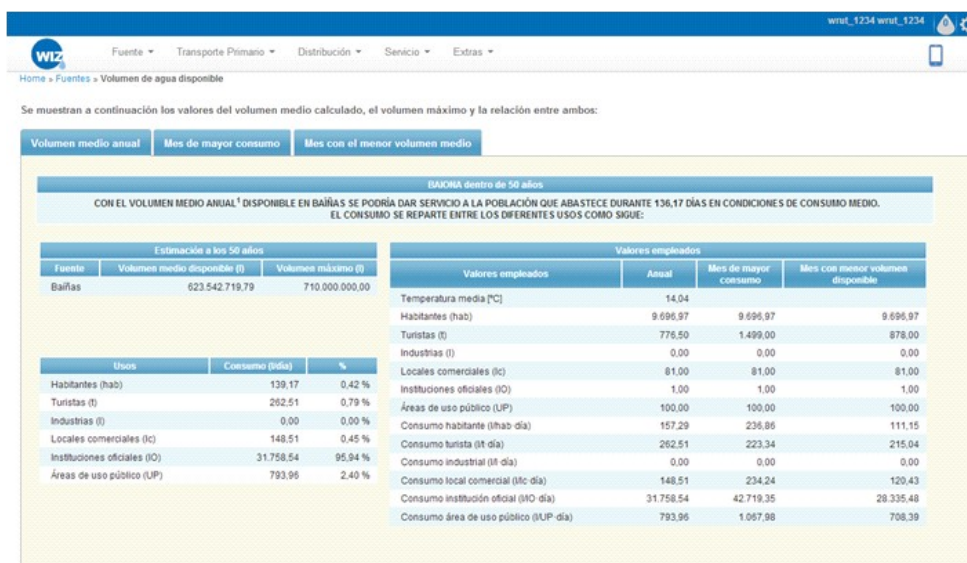 wrut_1234 wrut_1234
WIZ Fuente Transporte Primario Distribución Servicio Extras
Home » Fuentes » Volumen de agua disponible
Se muestran a continuación los valores del volumen medio calculado, el volumen máximo y la relación entre ambos:
Volumen medio anual Mes de mayor consumo Mes con el menor volumen medio
BAIONA dentro de 50 años
CON EL VOLUMEN MEDIO ANUAL¹ DISPONIBLE EN BAÍÑAS SE PODRÍA DAR SERVICIO A LA POBLACIÓN QUE ABASTECE DURANTE 136,17 DÍAS EN CONDICIONES DE CONSUMO MEDIO.
EL CONSUMO SE REPARTE ENTRE LOS DIFERENTES USOS COMO SIGUE:
Estimación a los 50 años
Fuente Volumen medio disponible (l) Volumen máximo (l)
Baíñas 623.542.719,79 710.000.000,00
Usos Consumo (l/día) %
Habitantes (hab) 139,17 0,42 %
Turistas (t) 262,51 0,79 %
Industrias (I) 0,00 0,00 %
Locales comerciales (lc) 148,51 0,45 %
Instituciones oficiales (IO) 31.758,54 95,94 %
Áreas de uso público (UP) 793,96 2,40 %
Valores empleados
Valores empleados Anual Mes de mayor consumo Mes con menor volumen disponible
Temperatura media [ºC] 14,04
Habitantes (hab) 9.696,97 9.696,97 9.696,97
Turistas (t) 776,50 1.499,00 878,00
Industrias (I) 0,00 0,00 0,00
Locales comerciales (lc) 81,00 81,00 81,00
Instituciones oficiales (IO) 1,00 1,00 1,00
Áreas de uso público (UP) 100,00 100,00 100,00
Consumo habitante (l/hab·día) 157,29 236,86 111,15
Consumo turista (l/t·día) 262,51 223,34 215,04
Consumo industrial (l/I·día) 0,00 0,00 0,00
Consumo local comercial (l/lc·día) 148,51 234,24 120,43
Consumo institución oficial (l/IO·día) 31.758,54 42.719,35 28.335,48
Consumo área de uso público (l/UP·día) 793,96 1.067,98 708,39